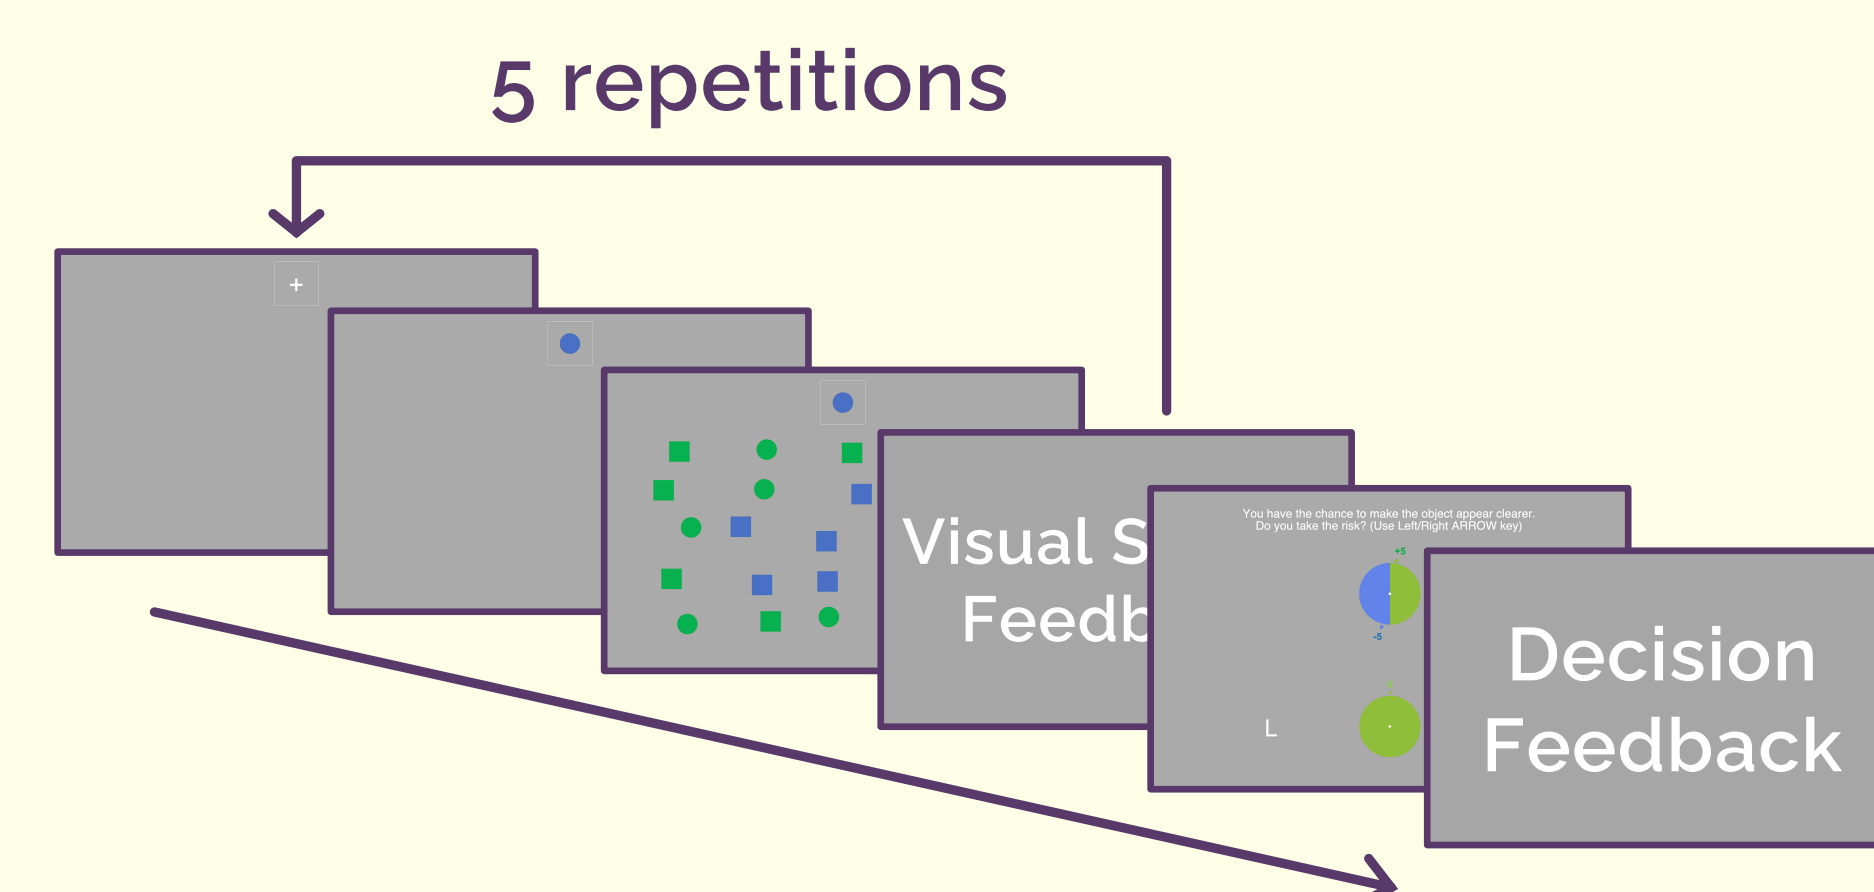 5 repetitions
Visual S
Feedb
You have the chance to make the object appear clearer.
Do you take the risk? (Use Left/Right ARROW key)
+5
-5
L
Decision
Feedback